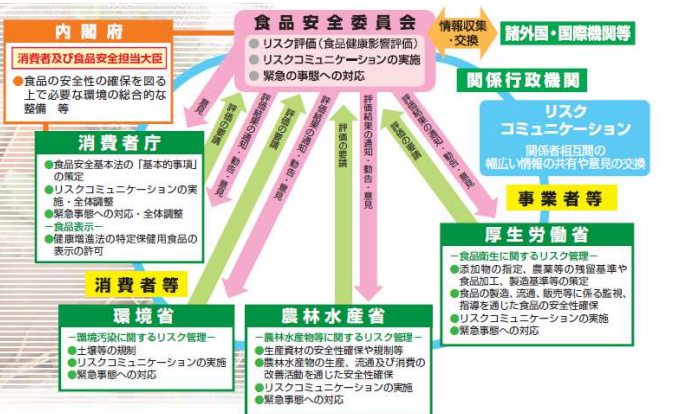 内閣府
消費者及び食品安全担当大臣
●食品の安全性の確保を図る
上で必要な環境の総合的な
整備 等
食品安全委員会
●リスク評価(食品健康影響評価)
●リスクコミュニケーションの実施
●緊急の事態への対応
情報収集
・交換
諸外国・国際機関等
関係行政機関
リスク
コミュニケーション
関係者相互間の
幅広い情報の共有や意見の交換
意見
評価の要請
評価結果の通知・勧告・意見
評価の要請
評価結果の通知・勧告・意見
評価の要請
評価結果の通知・勧告・意見
評価の要請
評価結果の通知・勧告・意見
消費者庁
●食品安全基本法の「基本的事項」
の策定
●リスクコミュニケーションの実
施・全体調整
●緊急事態への対応・全体調整
−食品表示−
●健康増進法の特定保健用食品の
表示の許可
事業者等
厚生労働省
−食品衛生に関するリスク管理−
●添加物の指定、農薬等の残留基準や
食品加工、製造基準等の策定
●食品の製造、流通、販売等に係る監視、
指導を通じた食品の安全性確保
●リスクコミュニケーションの実施
●緊急事態への対応
消費者等
環境省
−環境汚染に関するリスク管理−
●土壌等の規制
●リスクコミュニケーションの実施
●緊急事態への対応
農林水産省
−農林水産物等に関するリスク管理−
●生産資材の安全性確保や規制等
●農林水産物の生産、流通及び消費の
改善活動を通じた安全性確保
●リスクコミュニケーションの実施
●緊急事態への対応